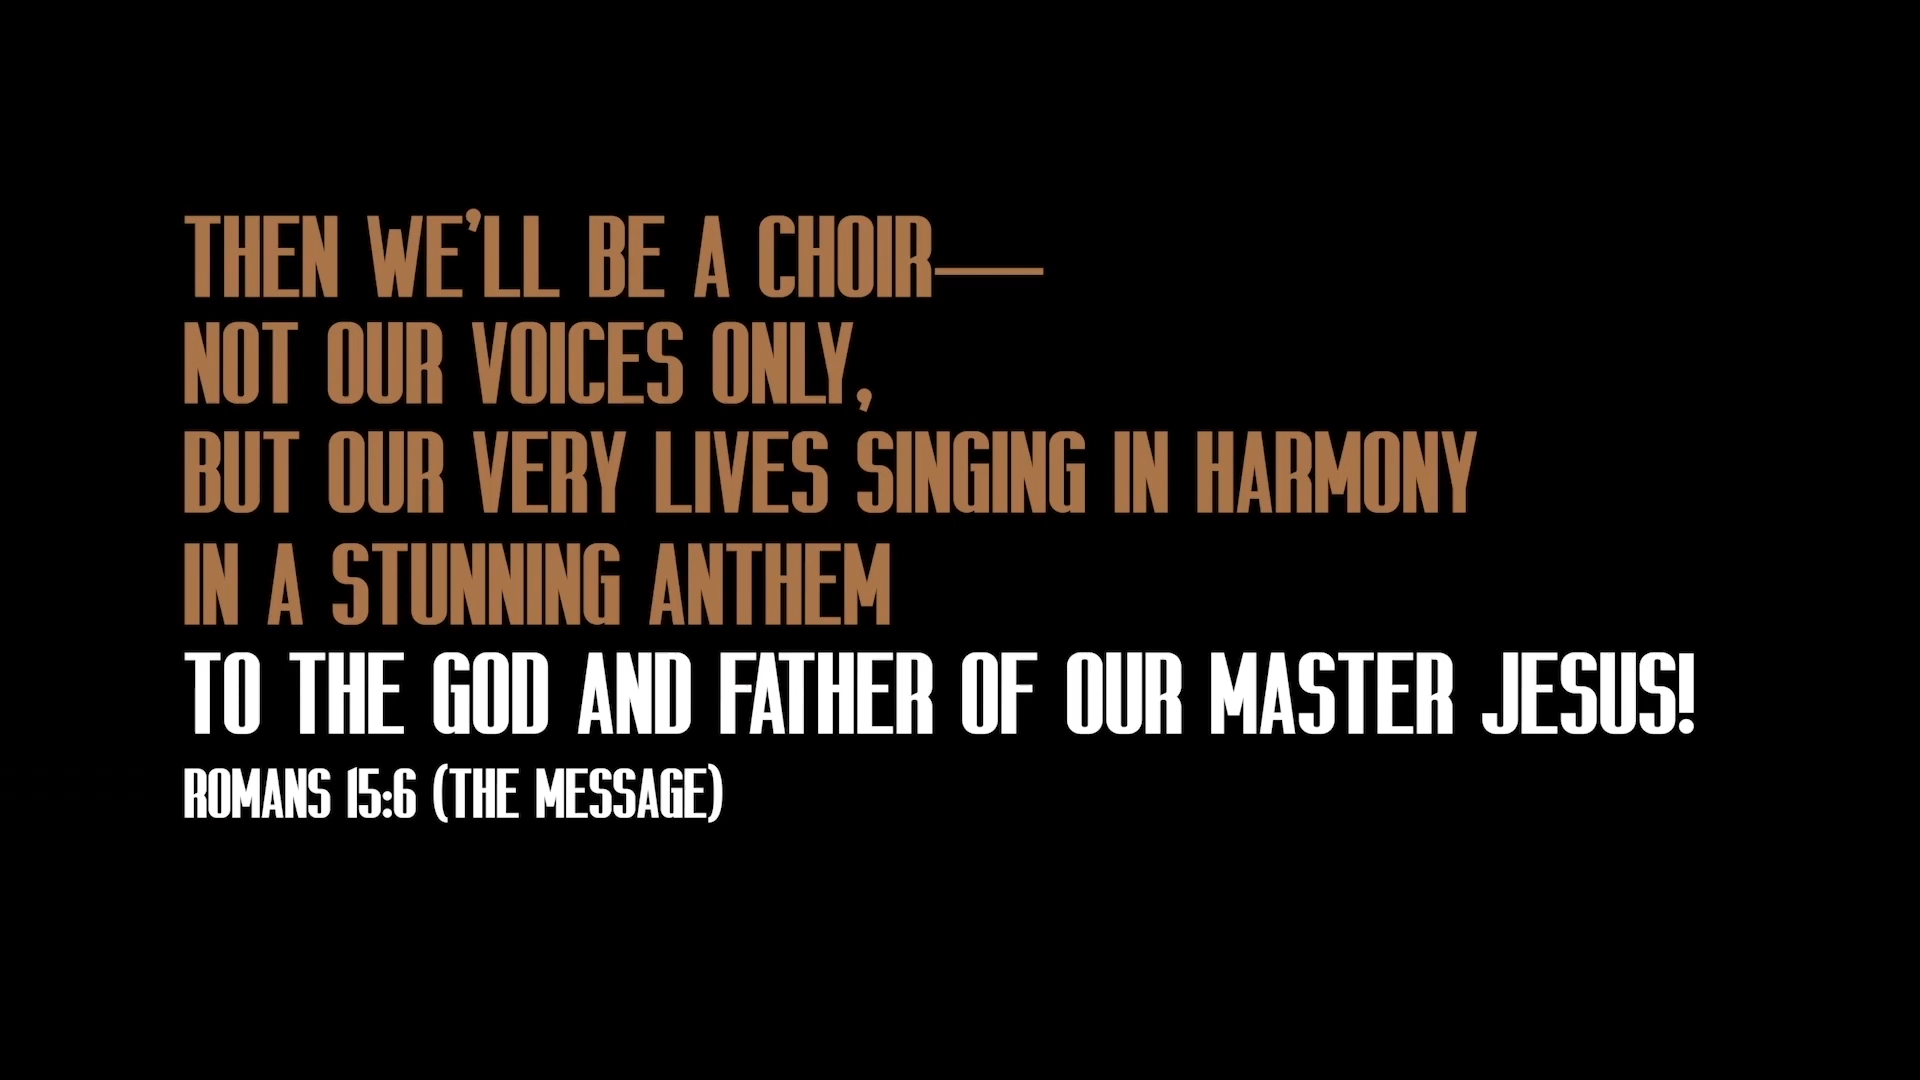 THEN WE'LL BE A CHOIR—
NOT OUR VOICES ONLY,
BUT OUR VERY LIVES SINGING IN HARMONY
IN A STUNNING ANTHEM
TO THE GOD AND FATHER OF OUR MASTER JESUS!
ROMANS 15:6 (THE MESSAGE)